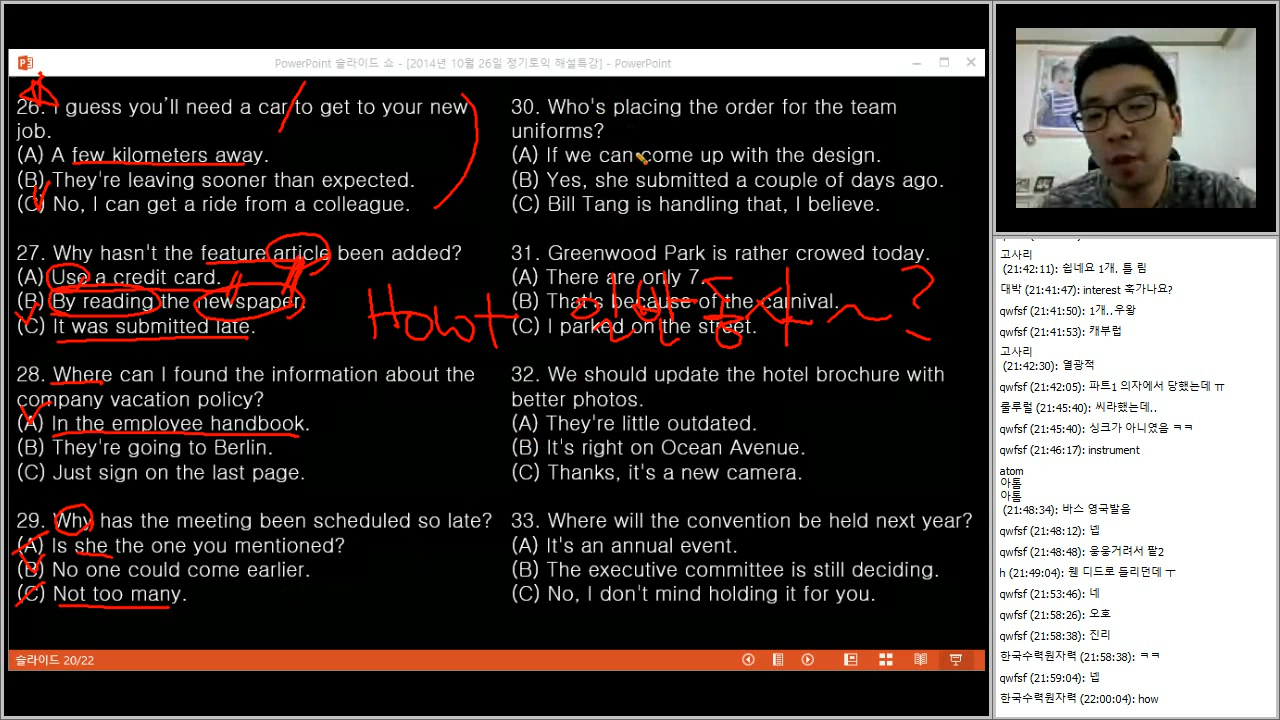 PowerPoint 슬라이드 쇼 - [2014년 10월 26일 정기토익 해설특강] - PowerPoint
26. I guess you'll need a car to get to your new
job.
(A) A few kilometers away.
(B) They're leaving sooner than expected.
(C) No, I can get a ride from a colleague.
27. Why hasn't the feature article been added?
(A) Use a credit card.
(B) By reading the newspaper.
(C) It was submitted late.
28. Where can I found the information about the
company vacation policy?
(A) In the employee handbook.
(B) They're going to Berlin.
(C) Just sign on the last page.
29. Why has the meeting been scheduled so late?
(A) Is she the one you mentioned?
(B) No one could come earlier.
(C) Not too many.
30. Who's placing the order for the team
uniforms?
(A) If we can come up with the design.
(B) Yes, she submitted a couple of days ago.
(C) Bill Tang is handling that, I believe.
31. Greenwood Park is rather crowed today.
(A) There are only 7.
(B) That's because of the carnival.
(C) I parked on the street.
How+
32. We should update the hotel brochure with
better photos.
(A) They're little outdated.
(B) It's right on Ocean Avenue.
(C) Thanks, it's a new camera.
33. Where will the convention be held next year?
(A) It's an annual event.
(B) The executive committee is still deciding.
(C) No, I don't mind holding it for you.
슬라이드 20/22
고사리
(21:42:11): 쉽네요 1개. 틀 림
대박 (21:41:47): interest 혹가나요?
qwfsf (21:41:50): 1개..우왕
qwfsf (21:41:53): 캐부럽
고사리
(21:42:30): 열광적
qwfsf (21:42:05): 파트1 의자에서 당했는데 ㅠ
룰루럴 (21:45:40): 씨라했는데..
qwfsf (21:45:40): 싱크가 아니였음 ㅋㅋ
qwfsf (21:46:17): instrument
atom
아톰
아톰
(21:48:34): 바스 영국발음
qwfsf (21:48:12): 넵
qwfsf (21:48:48): 웅웅거려서 팥2
h (21:49:04): 웬 디드로 들리던데 ㅜ
qwfsf (21:53:46): 네
qwfsf (21:58:26): 오호
qwfsf (21:58:38): 진리
한국수력원자력 (21:58:38): ㅋㅋ
qwfsf (21:59:04): 넵
한국수력원자력 (22:00:04): how